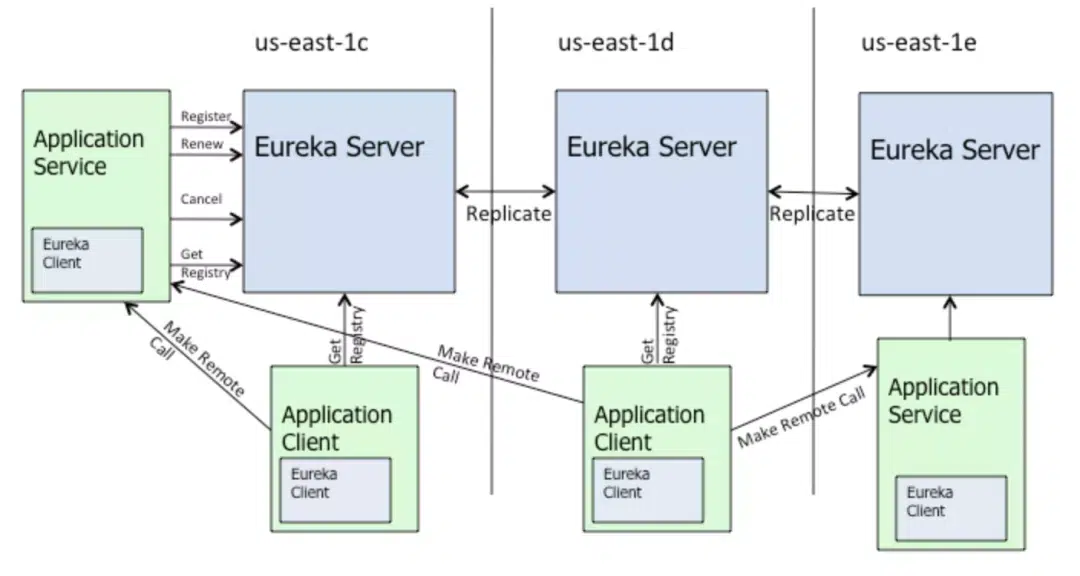 us-east-1c
us-east-1d
us-east-1e
Application
Service
Eureka
Client
Register
Renew
Cancel
Get
Registry
Eureka Server
Replicate
Eureka Server
Replicate
Eureka Server
Make Remote
Call
Get
Registry
Make Remote
Call
Get
Registry
Make Remote Call
Application
Client
Eureka
Client
Application
Client
Eureka
Client
Application
Service
Eureka
Client